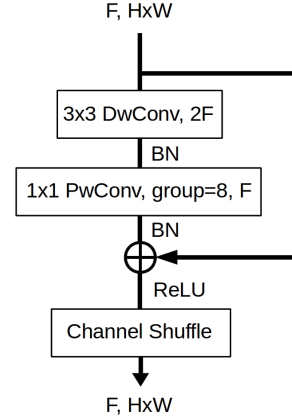 F, HxW
3x3 DwConv, 2F
BN
1x1 PwConv, group=8, F
BN
ReLU
Channel Shuffle
F, HxW